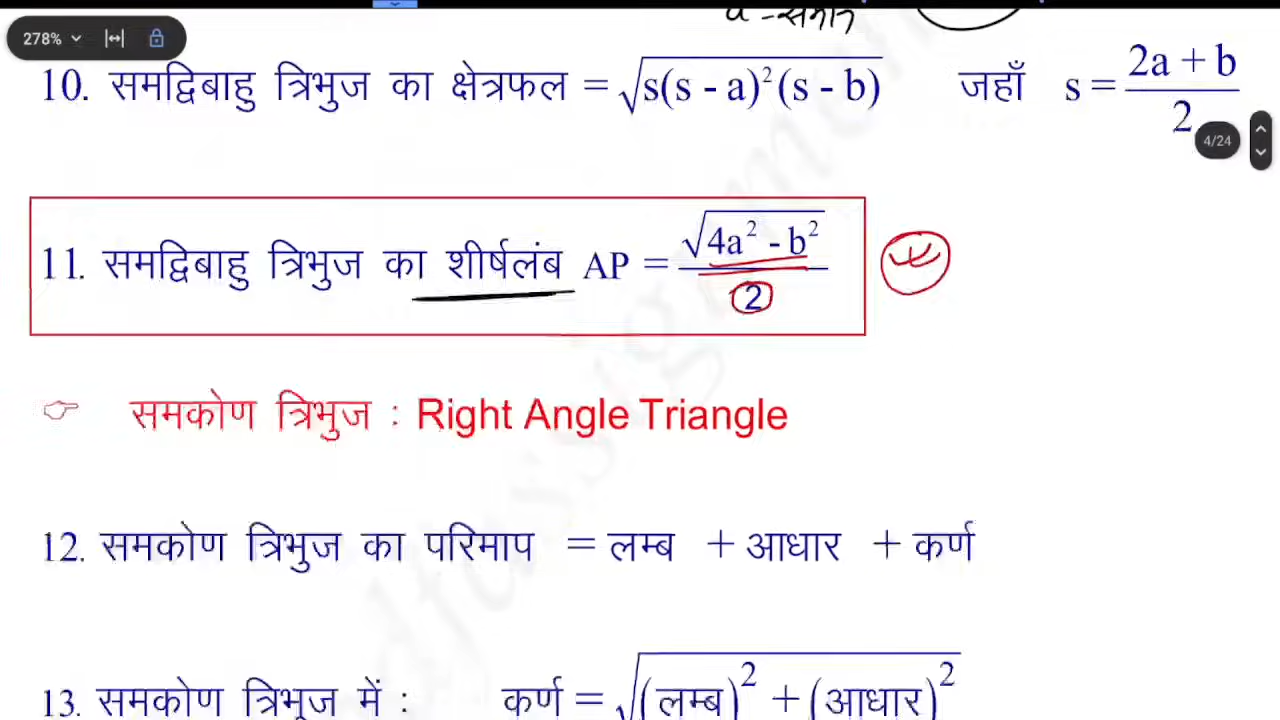 a - समान
278%
10. समद्विबाहु त्रिभुज का क्षेत्रफल = √s(s - a)²(s - b) जहाँ s = 2a + b / 2
4/24
11. समद्विबाहु त्रिभुज का शीर्षलंब AP = √4a² - b² / 2
☞ समकोण त्रिभुज : Right Angle Triangle
12. समकोण त्रिभुज का परिमाप = लम्ब + आधार + कर्ण
13. समकोण त्रिभुज में : कर्ण = √(लम्ब)² + (आधार)²